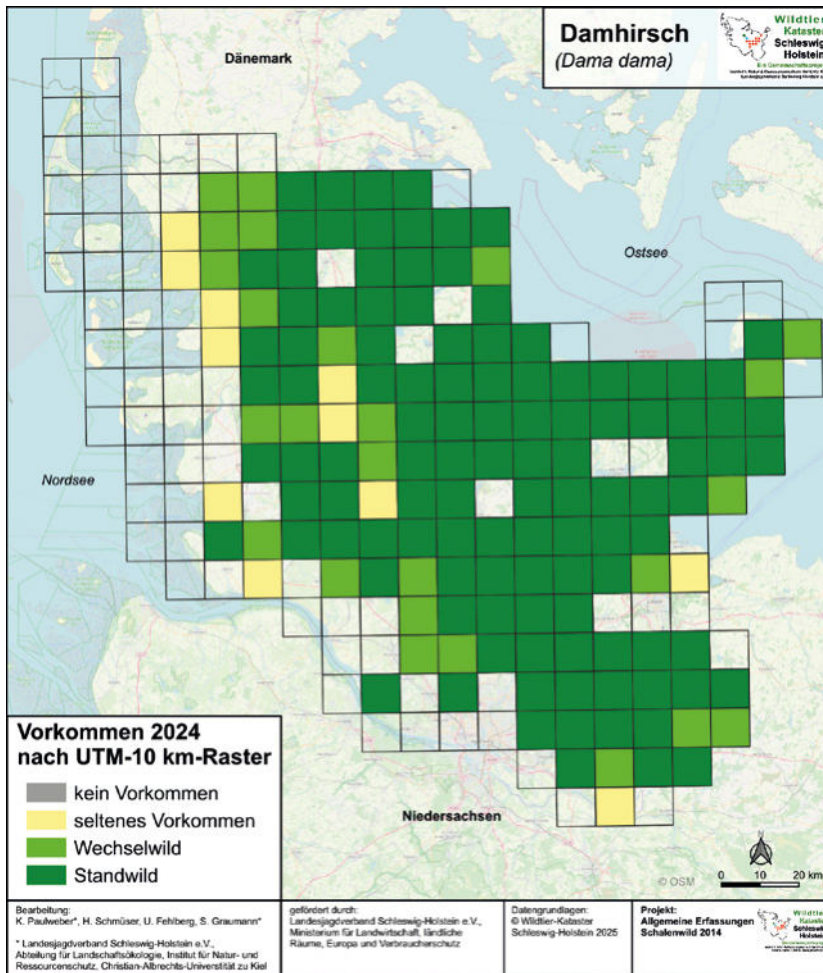 Damhirsch
(Dama dama)
Wildtier
Kataster
Schleswig
Holstein
Dänemark
Ostsee
Nordsee
Niedersachsen
Vorkommen 2024
nach UTM-10 km-Raster
kein Vorkommen
seltenes Vorkommen
Wechselwild
Standwild
N
0 10 20 km
© OSM
Bearbeitung:
K. Paulweber*, H. Schmüser, U. Fehlberg, S. Graumann*
* Landesjagdverband Schleswig-Holstein e.V.,
Abteilung für Landschaftsökologie, Institut für Natur- und
Ressourcenschutz, Christian-Albrechts-Universität zu Kiel
gefördert durch:
Landesjagdverband Schleswig-Holstein e.V.,
Ministerium für Landwirtschaft, ländliche
Räume, Europa und Verbraucherschutz
Datengrundlagen:
© Wildtier-Kataster
Schleswig-Holstein 2025
Projekt:
Allgemeine Erfassungen
Schalenwild 2014
Wildtier
Kataster
Schleswig
Holstein